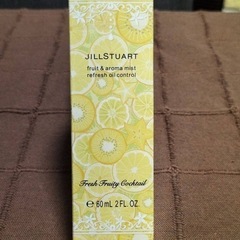 JILLSTUART
fruit & aroma mist
refresh oil control
Fresh Fruity Cocktail
℮ 60 mL 2 FL. OZ.